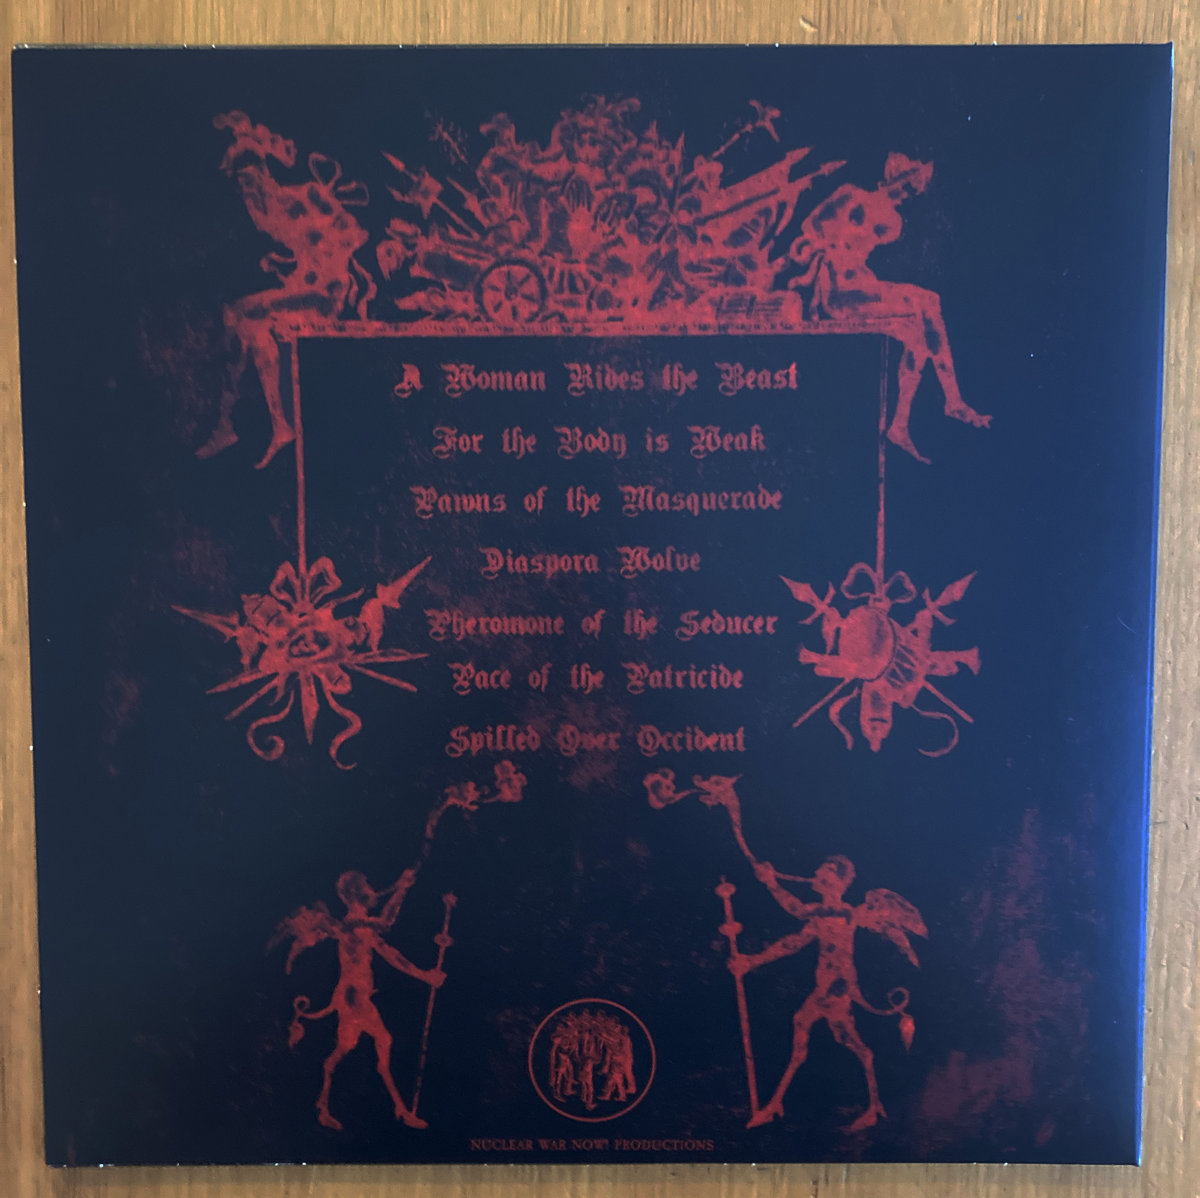 A Woman Rides the Beast
For the Body is Weak
Pawns of the Masquerade
Diaspora Wolve
Pheromone of the Seducer
Pace of the Patricide
Spilled Over Occident
NUCLEAR WAR NOW! PRODUCTIONS